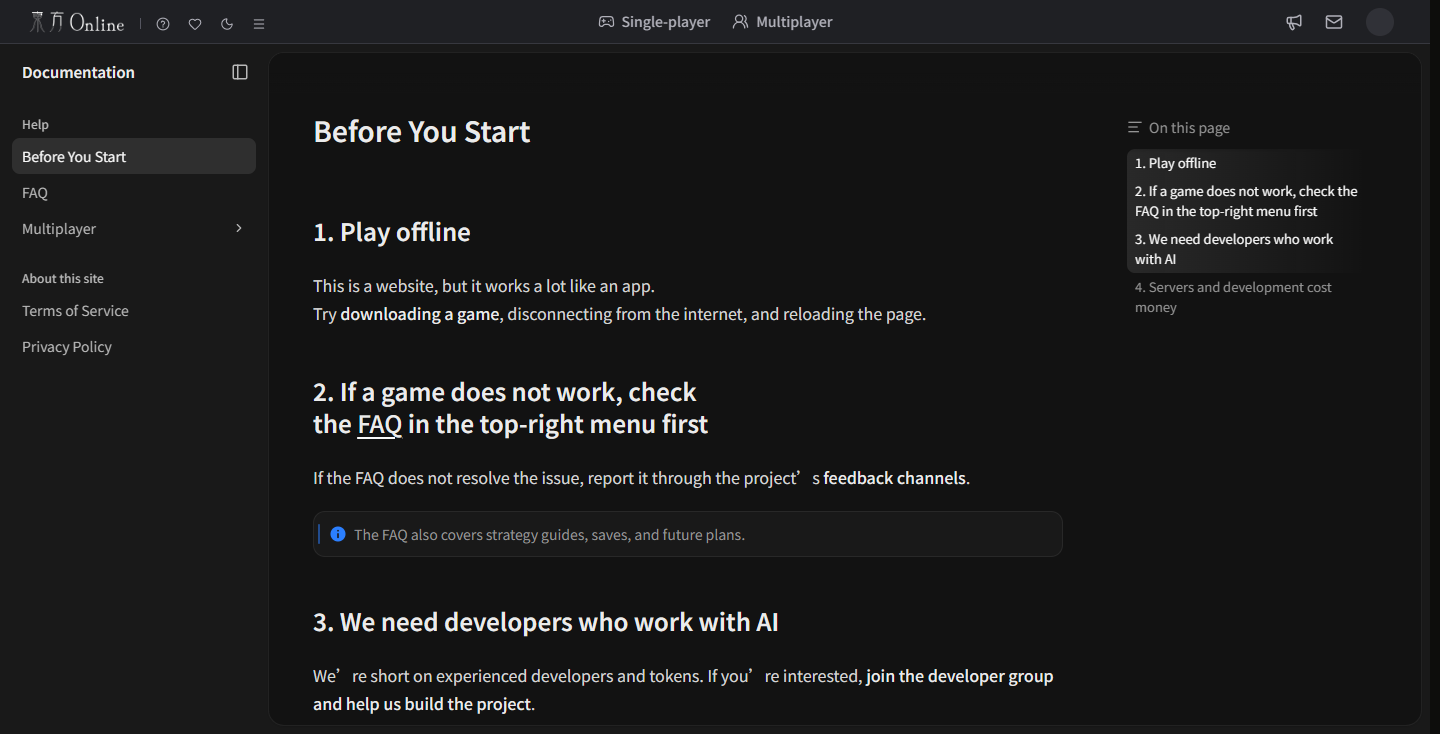 東方 Online
Single-player
Multiplayer
Documentation
Help
Before You Start
FAQ
Multiplayer
About this site
Terms of Service
Privacy Policy
Before You Start
1. Play offline
This is a website, but it works a lot like an app.
Try downloading a game, disconnecting from the internet, and reloading the page.
2. If a game does not work, check
the FAQ in the top-right menu first
If the FAQ does not resolve the issue, report it through the project’s feedback channels.
The FAQ also covers strategy guides, saves, and future plans.
3. We need developers who work with AI
We’re short on experienced developers and tokens. If you’re interested, join the developer group
and help us build the project.
On this page
1. Play offline
2. If a game does not work, check the
FAQ in the top-right menu first
3. We need developers who work
with AI
4. Servers and development cost
money